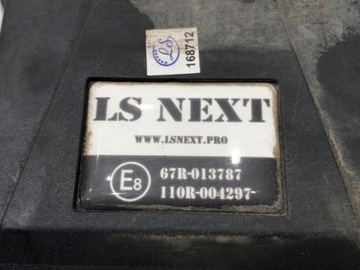 LS
168712
LS NEXT
WWW.LSNEXT.PRO
E8
67R-013787
110R-004297